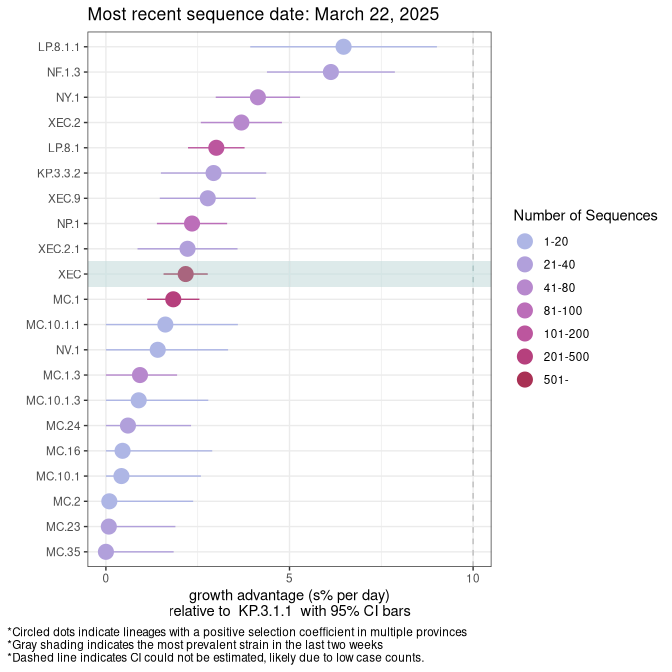 Most recent sequence date: March 22, 2025
LP.8.1.1
NF.1.3
NY.1
XEC.2
LP.8.1
KP.3.3.2
XEC.9
NP.1
XEC.2.1
XEC
MC.1
MC.10.1.1
NV.1
MC.1.3
MC.10.1.3
MC.24
MC.16
MC.10.1
MC.2
MC.23
MC.35
0 5 10
growth advantage (s% per day)
relative to KP.3.1.1 with 95% CI bars
Number of Sequences
1-20
21-40
41-80
81-100
101-200
201-500
501-
*Circled dots indicate lineages with a positive selection coefficient in multiple provinces
*Gray shading indicates the most prevalent strain in the last two weeks
*Dashed line indicates CI could not be estimated, likely due to low case counts.